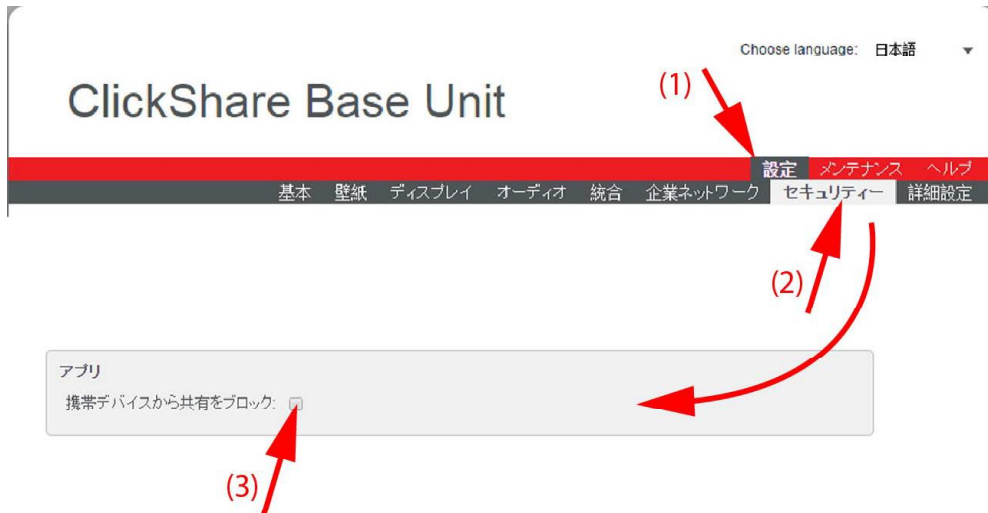 Choose language: 日本語
(1)
ClickShare Base Unit
設定 メンテナンス ヘルプ
基本 壁紙 ディスプレイ オーディオ 統合 企業ネットワーク セキュリティー 詳細設定
(2)
アプリ
携帯デバイスから共有をブロック:
(3)